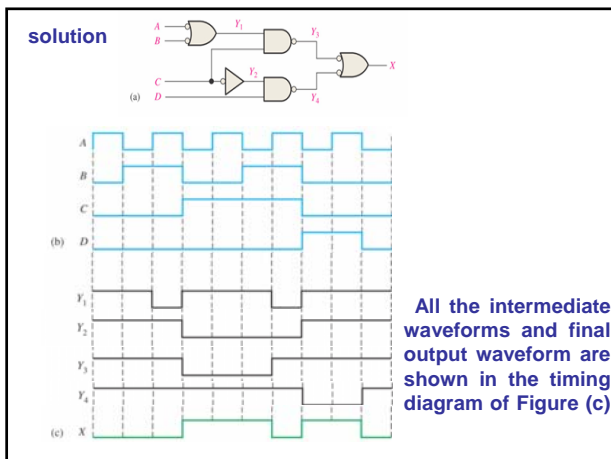 solution
A
B
Y1
Y3
X
C
Y2
D
Y4
(a)
A
B
C
(b) D
Y1
Y2
Y3
Y4
(c) X
All the intermediate
waveforms and final
output waveform are
shown in the timing
diagram of Figure (c)